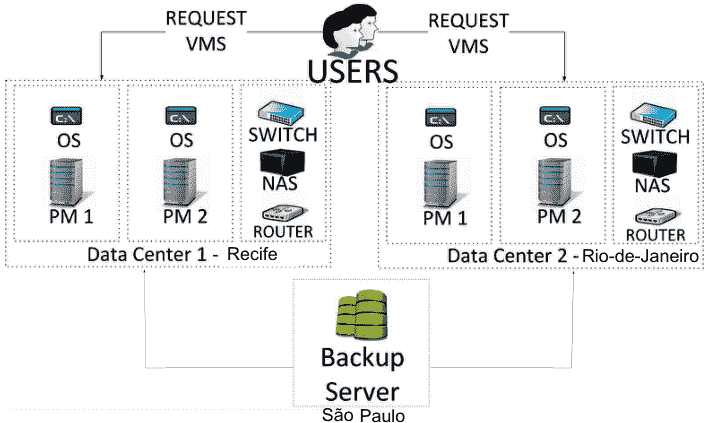 REQUEST
VMS
REQUEST
VMS
USERS
C:\
OS
PM 1
C:\
OS
PM 2
SWITCH
NAS
ROUTER
Data Center 1 - Recife
C:\
OS
PM 1
C:\
OS
PM 2
SWITCH
NAS
ROUTER
Data Center 2 - Rio-de-Janeiro
Backup
Server
São Paulo